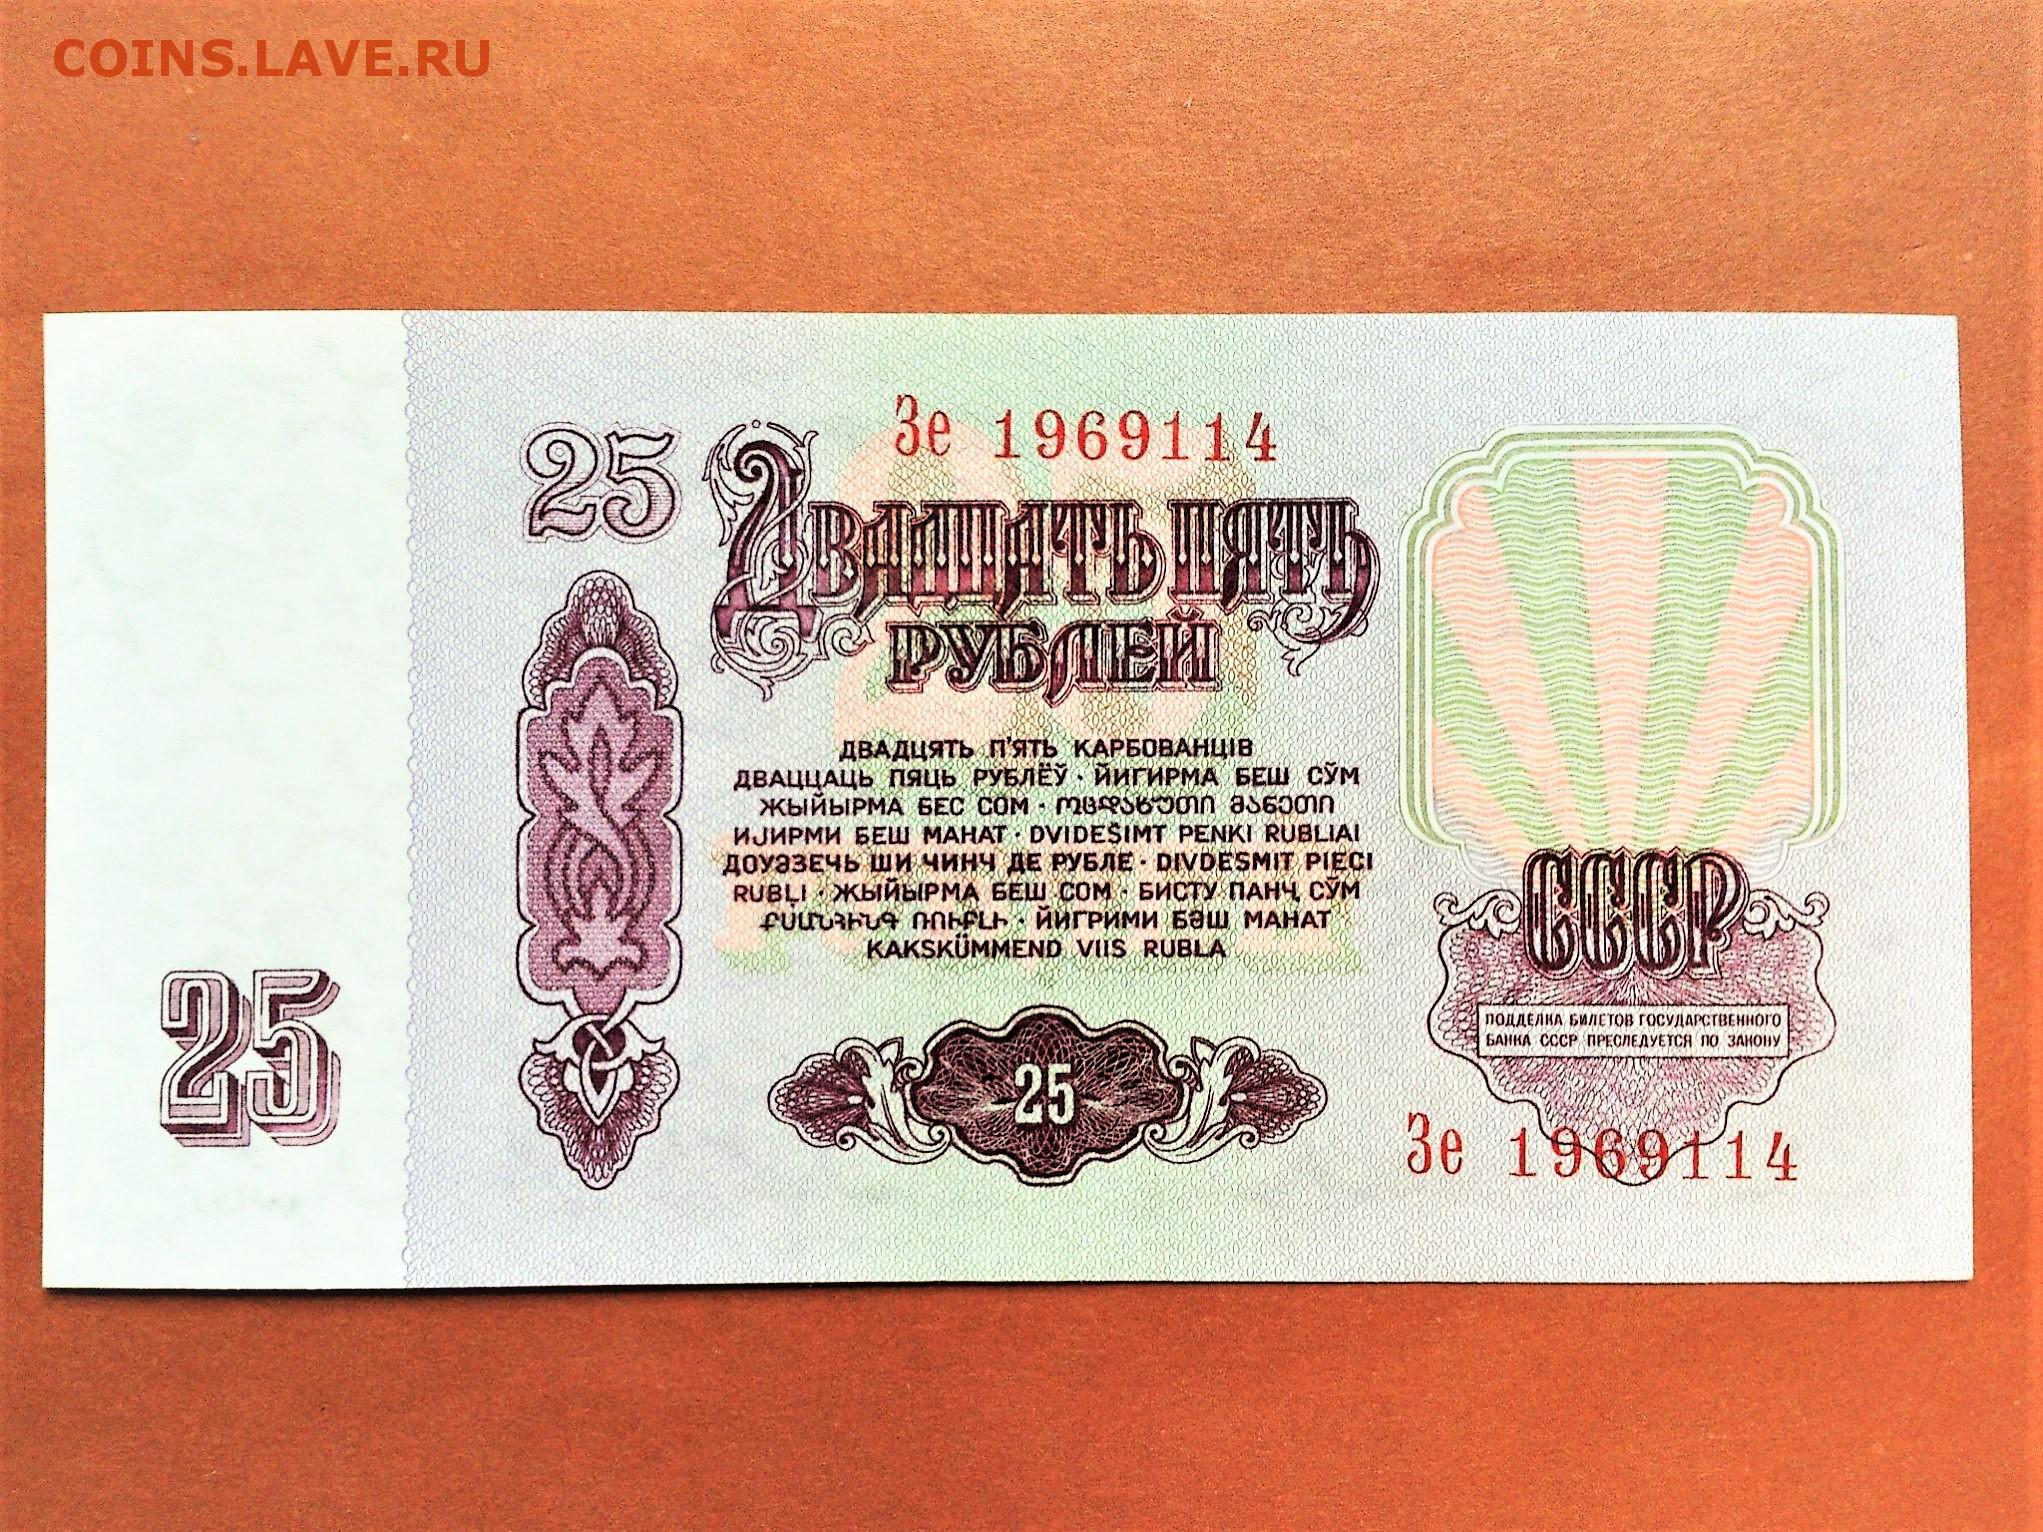 COINS.LAVE.RU
Зе 1969114
25
ДВАДЦАТЬ ПЯТЬ
РУБЛЕЙ
ДВАДЦЯТЬ П'ЯТЬ КАРБОВАНЦІВ
ДВАЦЦАЦЬ ПЯЦЬ РУБЛЁЎ · ЙИГИРМА БЕШ СЎМ
ЖЫЙЫРМА БЕС СОМ · ᲝᲪᲓᲐᲮᲣᲗᲘ ᲛᲐᲜᲔᲗᲘ
ИЈИРМИ БЕШ МАНАТ · DVIDEŠIMT PENKI RUBLIAI
ДОУЭЗЕЧЬ ШИ ЧИНЧ ДЕ РУБЛЕ · DIVDESMIT PIECI
RUBĻI · ЖЫЙЫРМА БЕШ СОМ · БИСТУ ПАНҶ СЎМ
ՔՍԱՆՀԻՆԳ ՌՈՒԲԼԻ · ЙИГРИМИ БӘШ МАНАТ
KAKSKÜMMEND VIIS RUBLA
СССР
ПОДДЕЛКА БИЛЕТОВ ГОСУДАРСТВЕННОГО
БАНКА СССР ПРЕСЛЕДУЕТСЯ ПО ЗАКОНУ
25
25
Зе 1969114